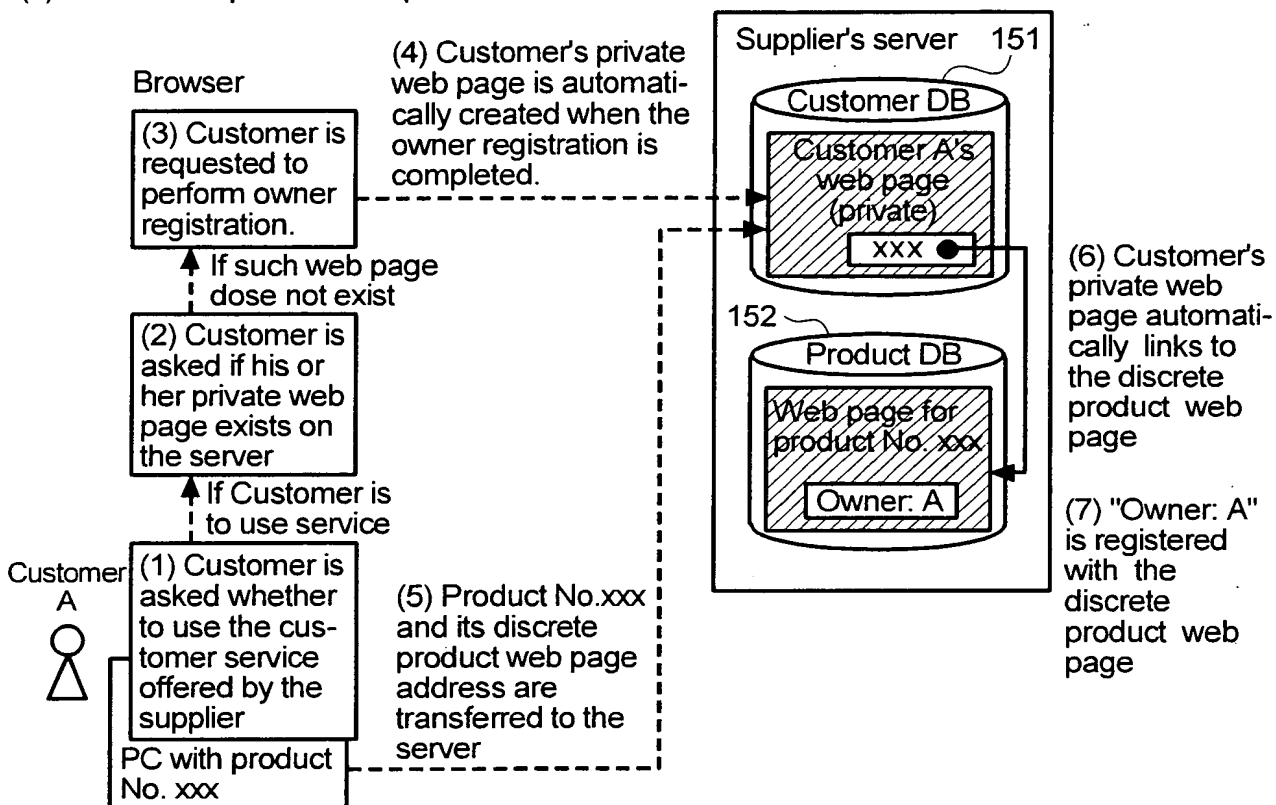 Browser
(3) Customer is
requested to
perform owner
registration.
If such web page
dose not exist
(2) Customer is
asked if his or
her private web
page exists on
the server
If Customer is
to use service
Customer
A
(1) Customer is
asked whether
to use the cus-
tomer service
offered by the
supplier
PC with product
No. xxx
(4) Customer's private
web page is automati-
cally created when the
owner registration is
completed.
(5) Product No.xxx
and its discrete
product web page
address are
transferred to the
server
Supplier's server 151
Customer DB
Customer A's
web page
(private)
xxx
152
Product DB
Web page for
product No. xxx
Owner: A
(6) Customer's
private web
page automati-
cally links to
the discrete
product web
page
(7) "Owner: A"
is registered
with the
discrete
product web
page